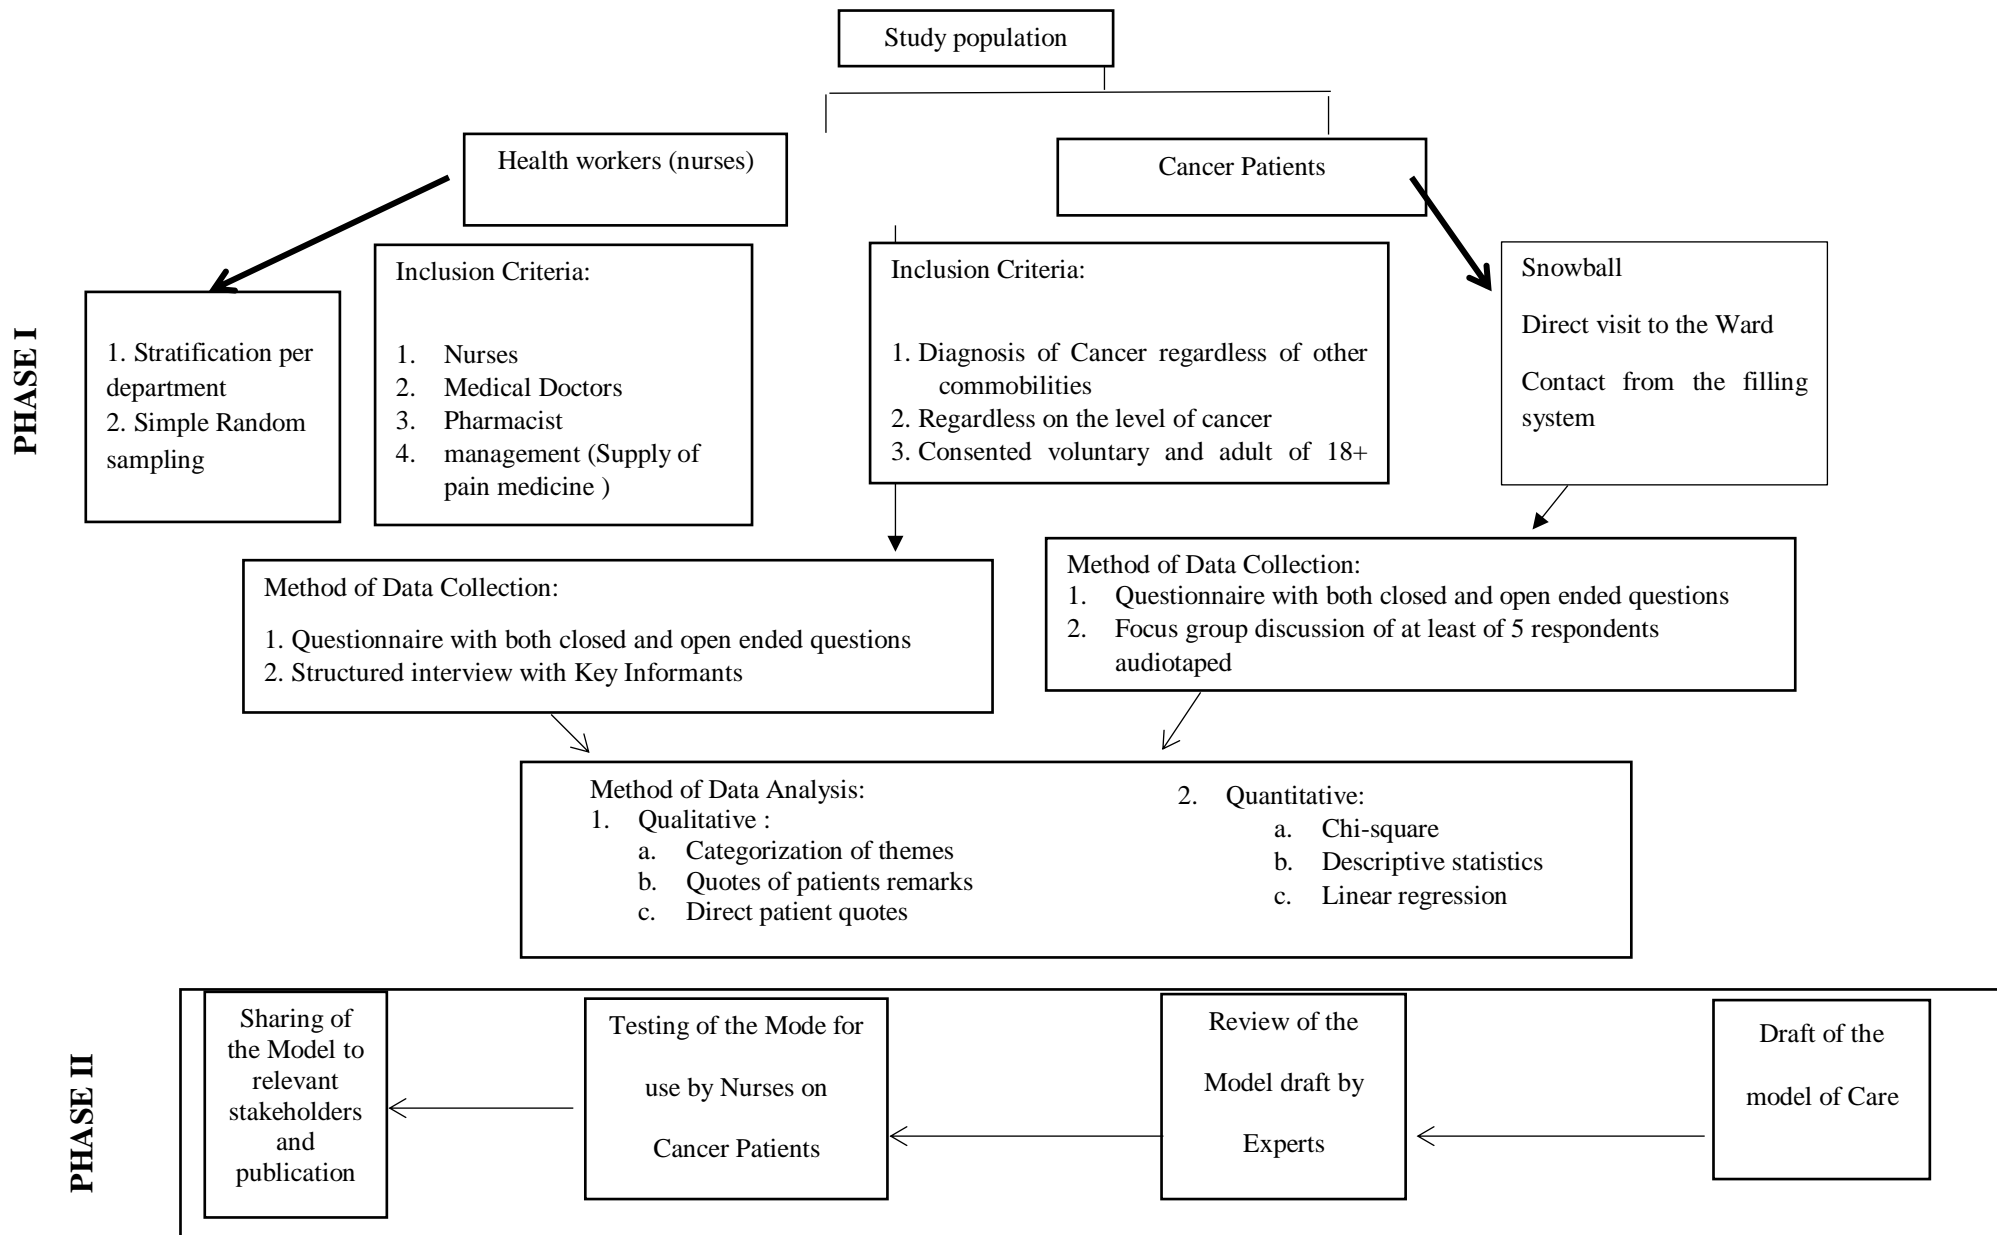 Study population
Health workers (nurses)
Cancer Patients
PHASE I
1. Stratification per
department
2. Simple Random
sampling
Inclusion Criteria:
1. Nurses
2. Medical Doctors
3. Pharmacist
4. management (Supply of
pain medicine )
Inclusion Criteria:
1. Diagnosis of Cancer regardless of other
commobilities
2. Regardless on the level of cancer
3. Consented voluntary and adult of 18+
Snowball
Direct visit to the Ward
Contact from the filling
system
Method of Data Collection:
1. Questionnaire with both closed and open ended questions
2. Structured interview with Key Informants
Method of Data Collection:
1. Questionnaire with both closed and open ended questions
2. Focus group discussion of at least of 5 respondents
audiotaped
Method of Data Analysis:
1. Qualitative :
a. Categorization of themes
b. Quotes of patients remarks
c. Direct patient quotes
2. Quantitative:
a. Chi-square
b. Descriptive statistics
c. Linear regression
PHASE II
Sharing of
the Model to
relevant
stakeholders
and
publication
Testing of the Mode for
use by Nurses on
Cancer Patients
Review of the
Model draft by
Experts
Draft of the
model of Care